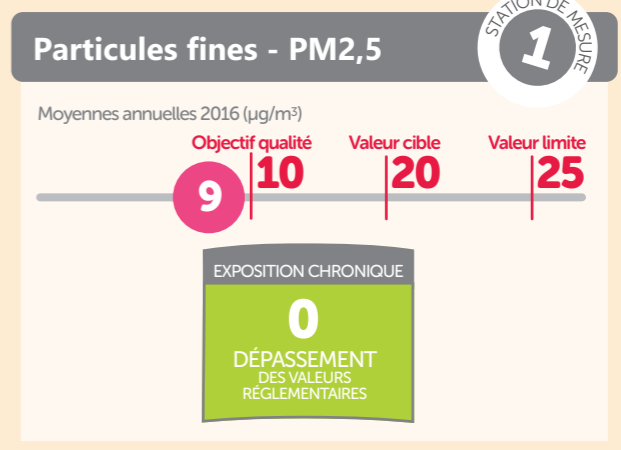 Particules fines - PM2,5
STATION DE MESURE
1
Moyennes annuelles 2016 (µg/m³)
Objectif qualité Valeur cible Valeur limite
10 20 25
9
EXPOSITION CHRONIQUE
0
DÉPASSEMENT
DES VALEURS
RÉGLEMENTAIRES